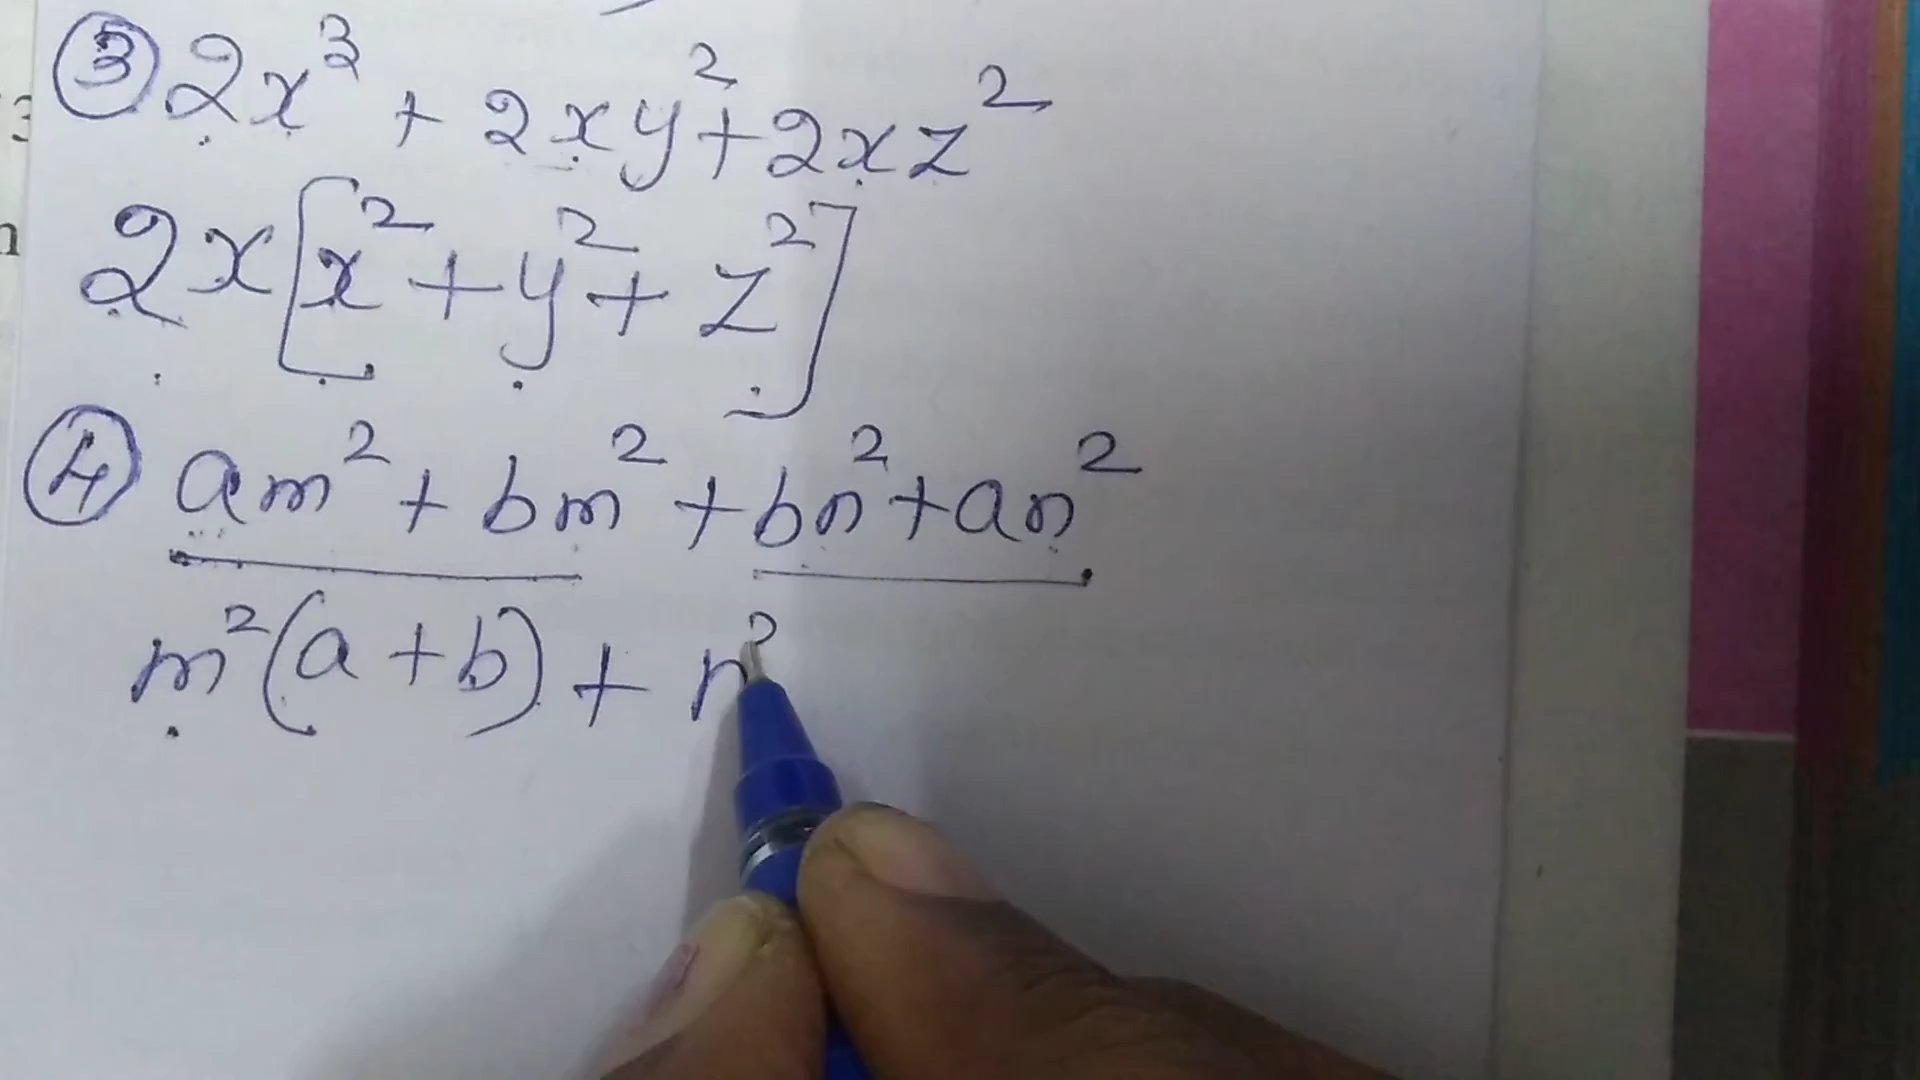 ③ 2x³ + 2xy² + 2xz²
2x[x² + y² + z²]
④ am² + bm² + bn² + an²
m²(a + b) + n²